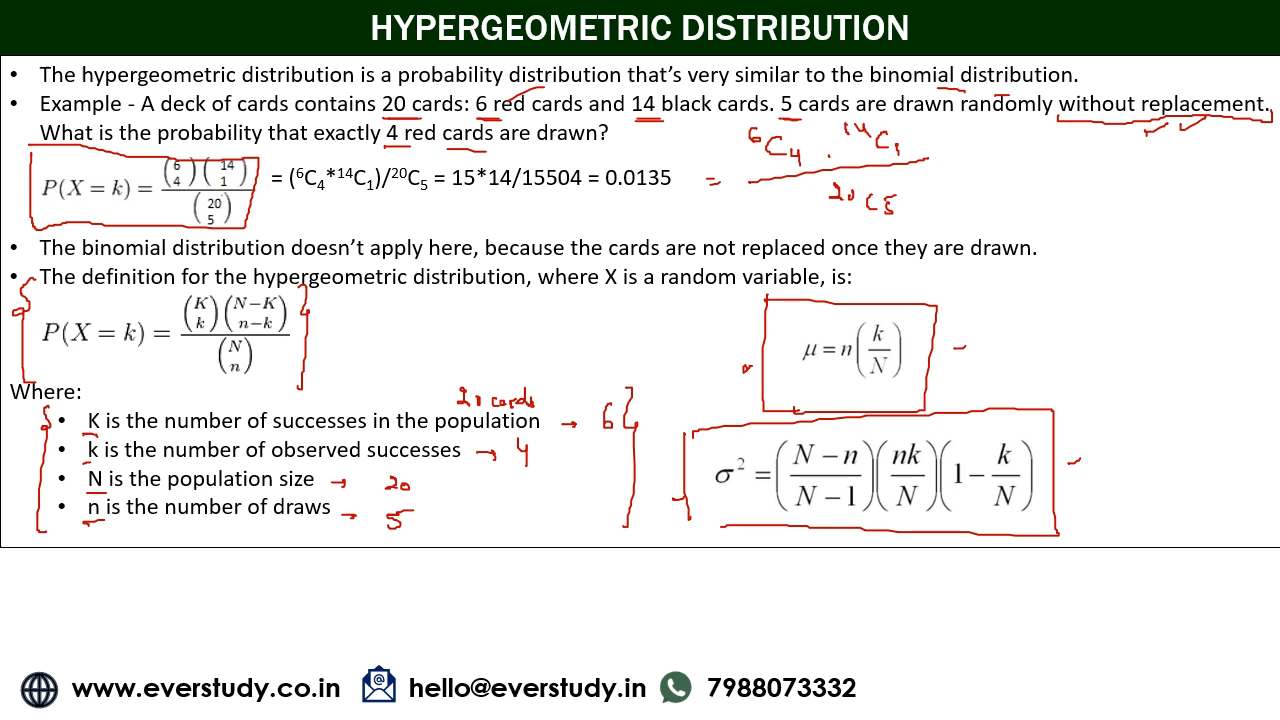 HYPERGEOMETRIC DISTRIBUTION
• The hypergeometric distribution is a probability distribution that's very similar to the binomial distribution.
• Example - A deck of cards contains 20 cards: 6 red cards and 14 black cards. 5 cards are drawn randomly without replacement.
What is the probability that exactly 4 red cards are drawn?
P(X = k) = (6 4) (14 1) / (20 5) = (⁶C₄*¹⁴C₁)/²⁰C₅ = 15*14/15504 = 0.0135 = ⁶C₄ . ¹⁴C₁ / ²⁰C₅
• The binomial distribution doesn't apply here, because the cards are not replaced once they are drawn.
• The definition for the hypergeometric distribution, where X is a random variable, is:
P(X = k) = (K k) (N−K n−k) / (N n)
μ = n (k/N)
Where:
20 cards
• K is the number of successes in the population → 6
• k is the number of observed successes → 4
• N is the population size → 20
• n is the number of draws → 5
σ² = (N − n / N − 1) (nk / N) (1 − k / N)
www.everstudy.co.in hello@everstudy.in 7988073332